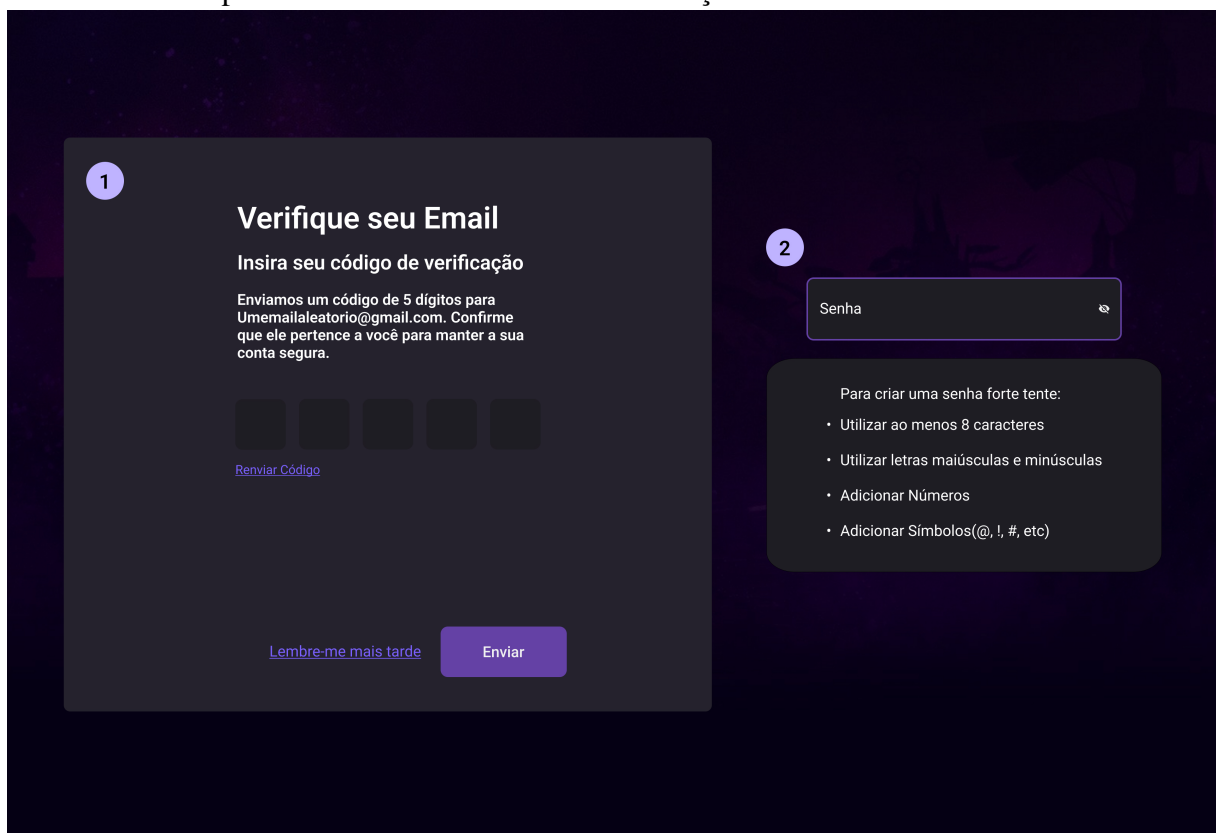 1
Verifique seu Email
Insira seu código de verificação
Enviamos um código de 5 dígitos para
Umemailaleatorio@gmail.com. Confirme
que ele pertence a você para manter a sua
conta segura.
Renviar Código
Lembre-me mais tarde
Enviar
2
Senha
Para criar uma senha forte tente:
• Utilizar ao menos 8 caracteres
• Utilizar letras maiúsculas e minúsculas
• Adicionar Números
• Adicionar Símbolos(@, !, #, etc)